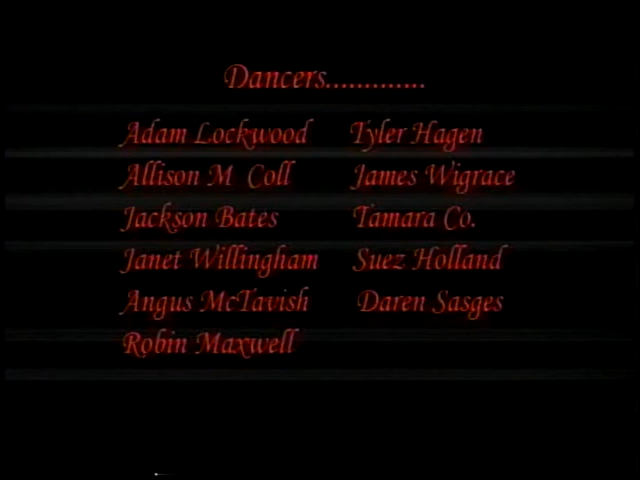 Dancers.............
Adam Lockwood Tyler Hagen
Allison M Coll James Wigrace
Jackson Bates Tamara Co.
Janet Willingham Suez Holland
Angus McTavish Daren Sasges
Robin Maxwell